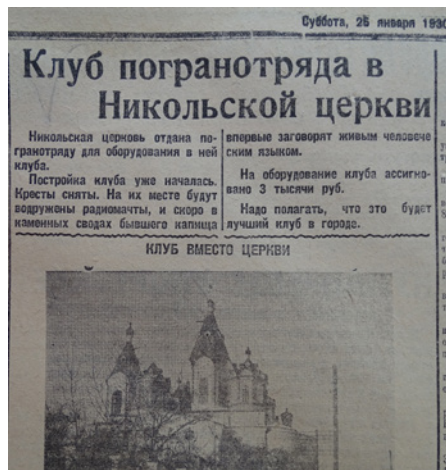 Суббота, 25 января 1930
Клуб погранотряда в
Никольской церкви
Никольская церковь отдана по-
гранотряду для оборудования в ней
клуба.
Постройка клуба уже началась.
Кресты сняты. На их месте будут
водружены радиомачты, и скоро в
каменных сводах бывшего капища
впервые заговорят живым человече
ским языком.
На оборудование клуба ассигно-
вано 3 тысячи руб.
Надо полагать, что это будет
лучший клуб в городе.
КЛУБ ВМЕСТО ЦЕРКВИ